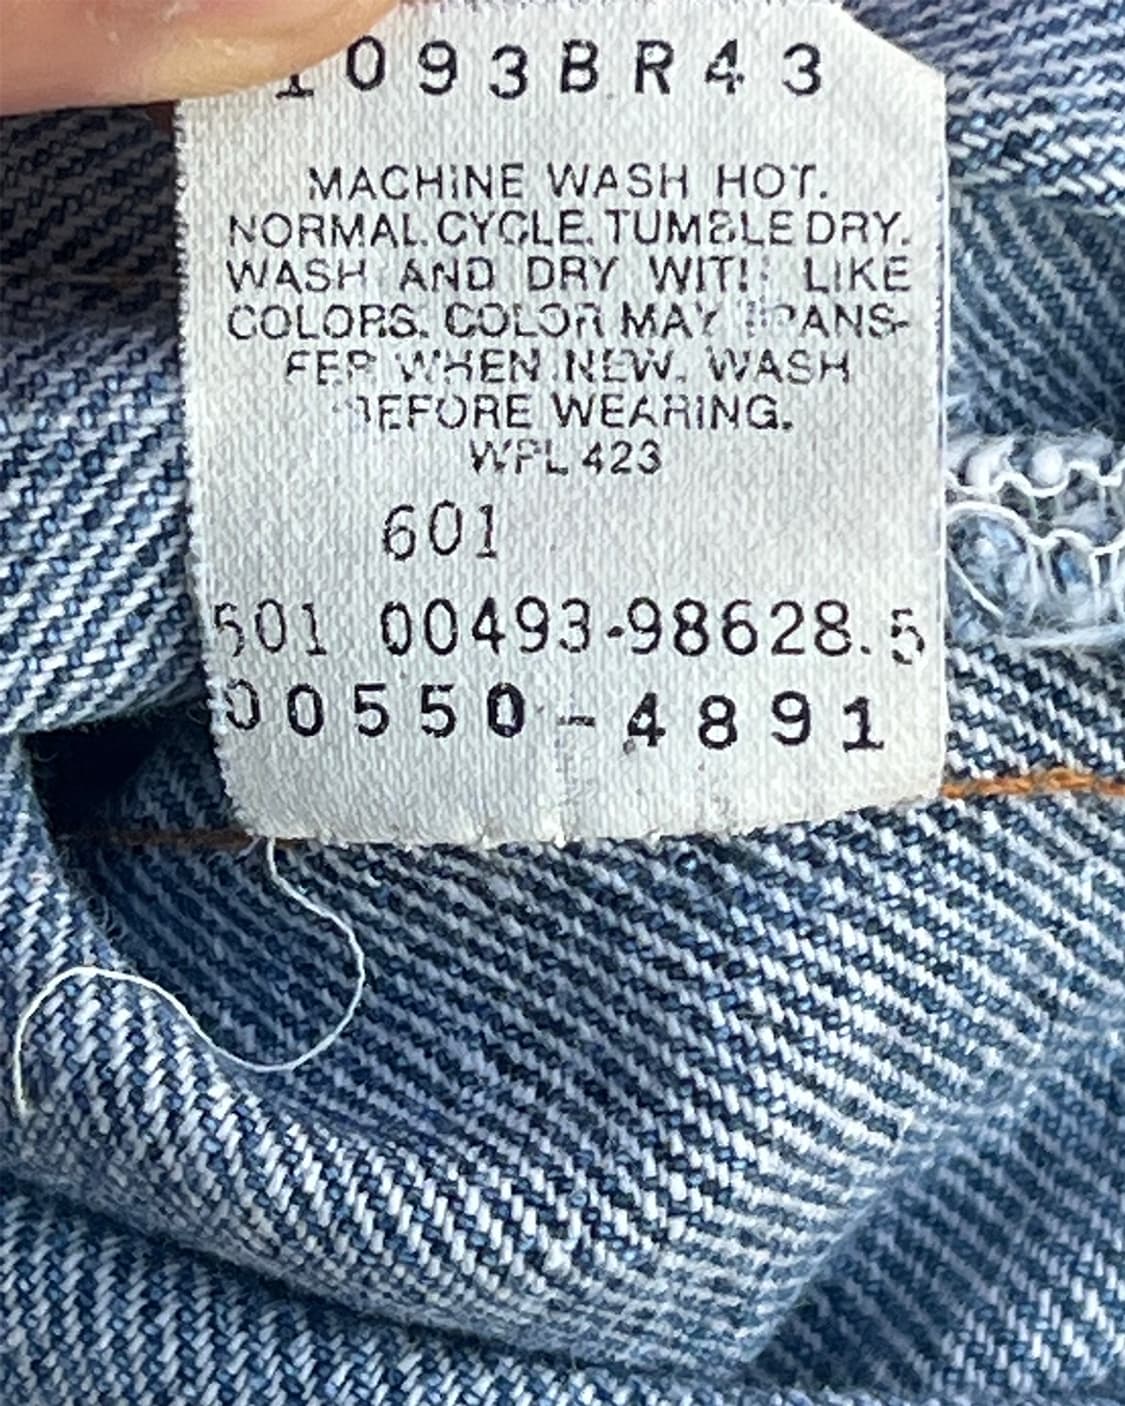 1093BR43
MACHINE WASH HOT.
NORMAL CYCLE. TUMBLE DRY.
WASH AND DRY WITH LIKE
COLORS. COLOR MAY TRANS-
FER WHEN NEW. WASH
BEFORE WEARING.
WPL 423
601
501 00493-98628.5
00550-4891